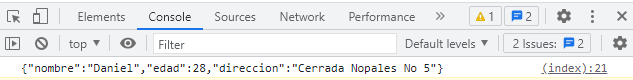 Elements Console Sources Network Performance » 1 2
top Filter Default levels 2 Issues: 2
{"nombre":"Daniel","edad":28,"direccion":"Cerrada Nopales No 5"} (index):21